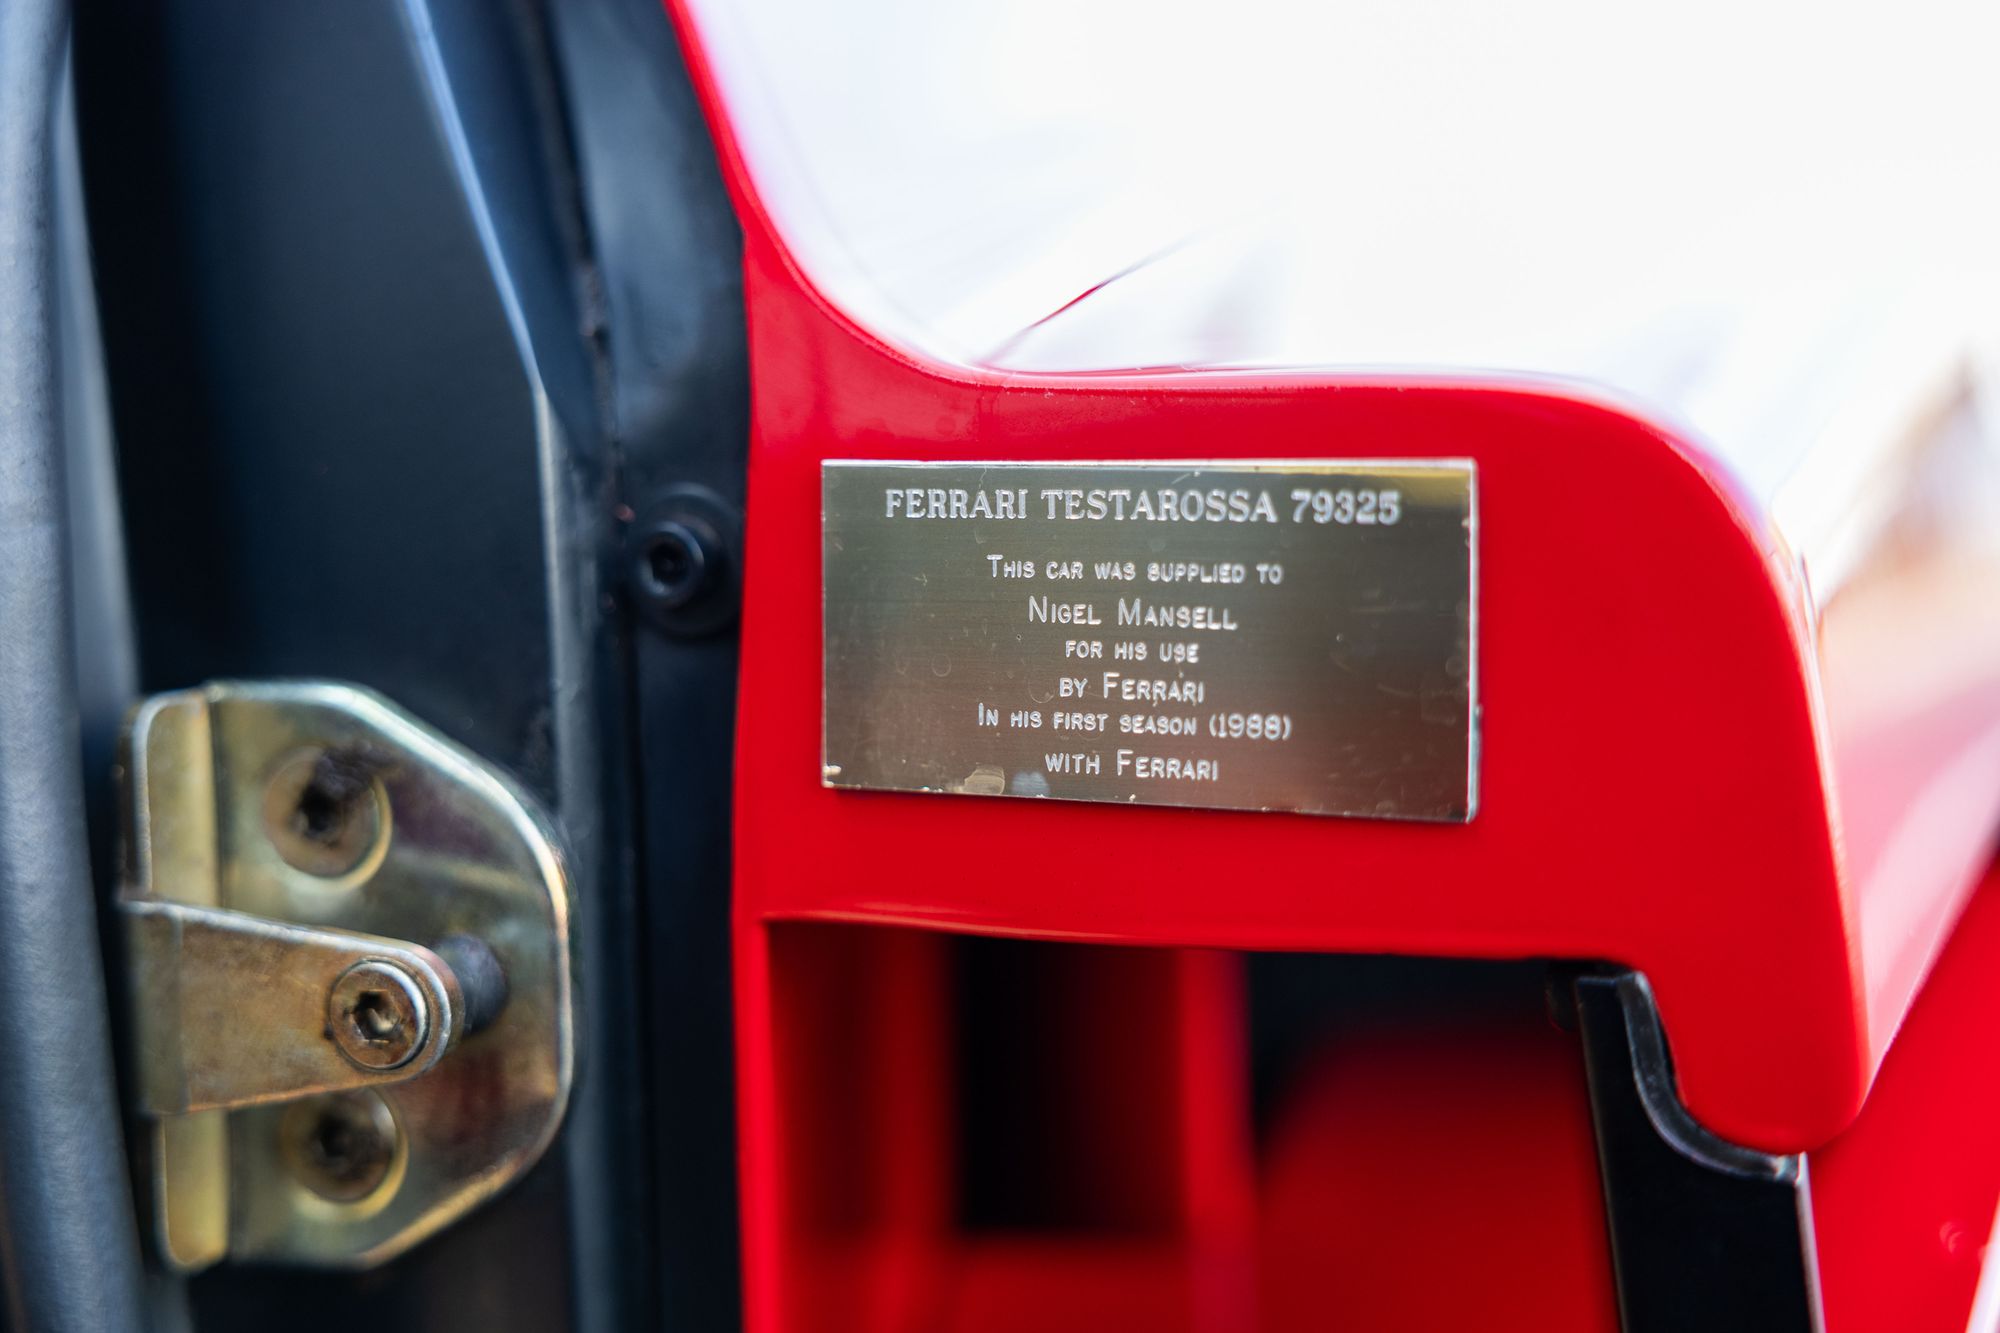 FERRARI TESTAROSSA 79325
THIS CAR WAS SUPPLIED TO
NIGEL MANSELL
FOR HIS USE
BY FERRARI
IN HIS FIRST SEASON (1988)
WITH FERRARI